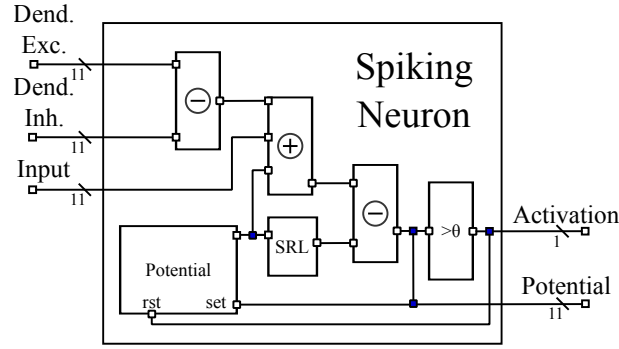 Dend.
Exc.
11
Dend.
Inh.
11
Input
11
Spiking
Neuron
−
+
−
SRL
>θ
Potential
rst
set
Activation
1
Potential
11